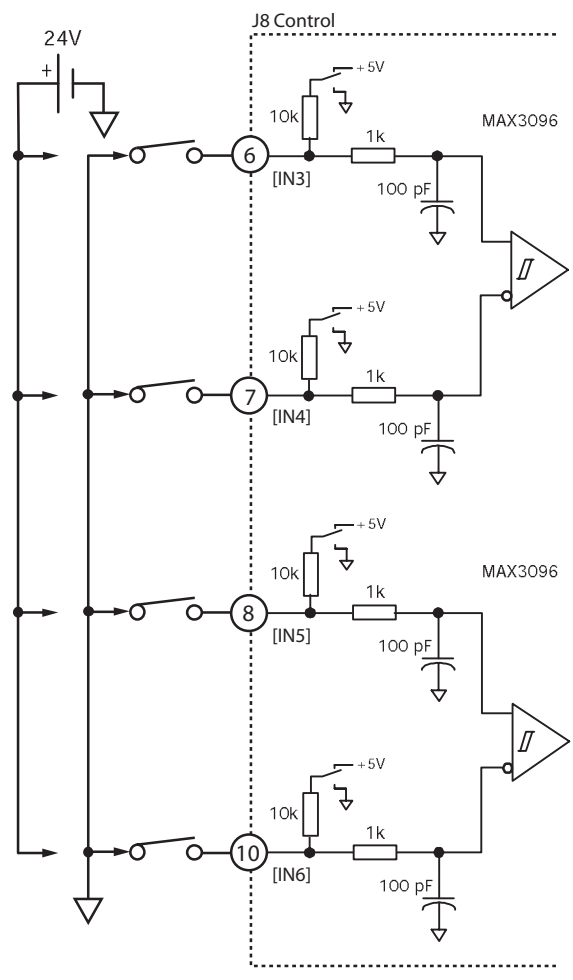 J8 Control
24V
+
+5V
10k
1k
MAX3096
6
[IN3]
100 pF
+5V
10k
1k
7
[IN4]
100 pF
+5V
10k
1k
MAX3096
8
[IN5]
100 pF
+5V
10k
1k
10
[IN6]
100 pF